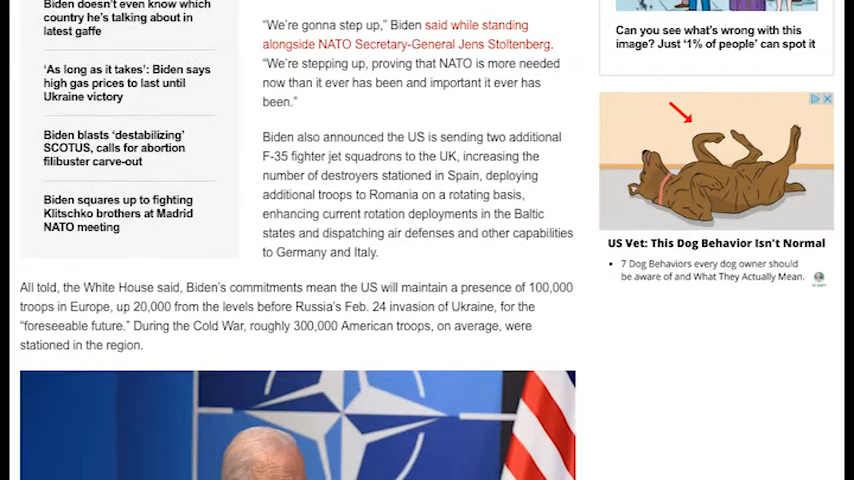 Biden doesn't even know which
country he's talking about in
latest gaffe
'As long as it takes': Biden says
high gas prices to last until
Ukraine victory
Biden blasts 'destabilizing'
SCOTUS, calls for abortion
filibuster carve-out
Biden squares up to fighting
Klitschko brothers at Madrid
NATO meeting
“We're gonna step up,” Biden said while standing
alongside NATO Secretary-General Jens Stoltenberg.
“We're stepping up, proving that NATO is more needed
now than it ever has been and important it ever has
been.”
Biden also announced the US is sending two additional
F-35 fighter jet squadrons to the UK, increasing the
number of destroyers stationed in Spain, deploying
additional troops to Romania on a rotating basis,
enhancing current rotation deployments in the Baltic
states and dispatching air defenses and other capabilities
to Germany and Italy.
All told, the White House said, Biden's commitments mean the US will maintain a presence of 100,000
troops in Europe, up 20,000 from the levels before Russia's Feb. 24 invasion of Ukraine, for the
“foreseeable future.” During the Cold War, roughly 300,000 American troops, on average, were
stationed in the region.
Can you see what's wrong with this
image? Just '1% of people' can spot it
US Vet: This Dog Behavior Isn't Normal
• 7 Dog Behaviors every dog owner should
be aware of and What They Actually Mean.